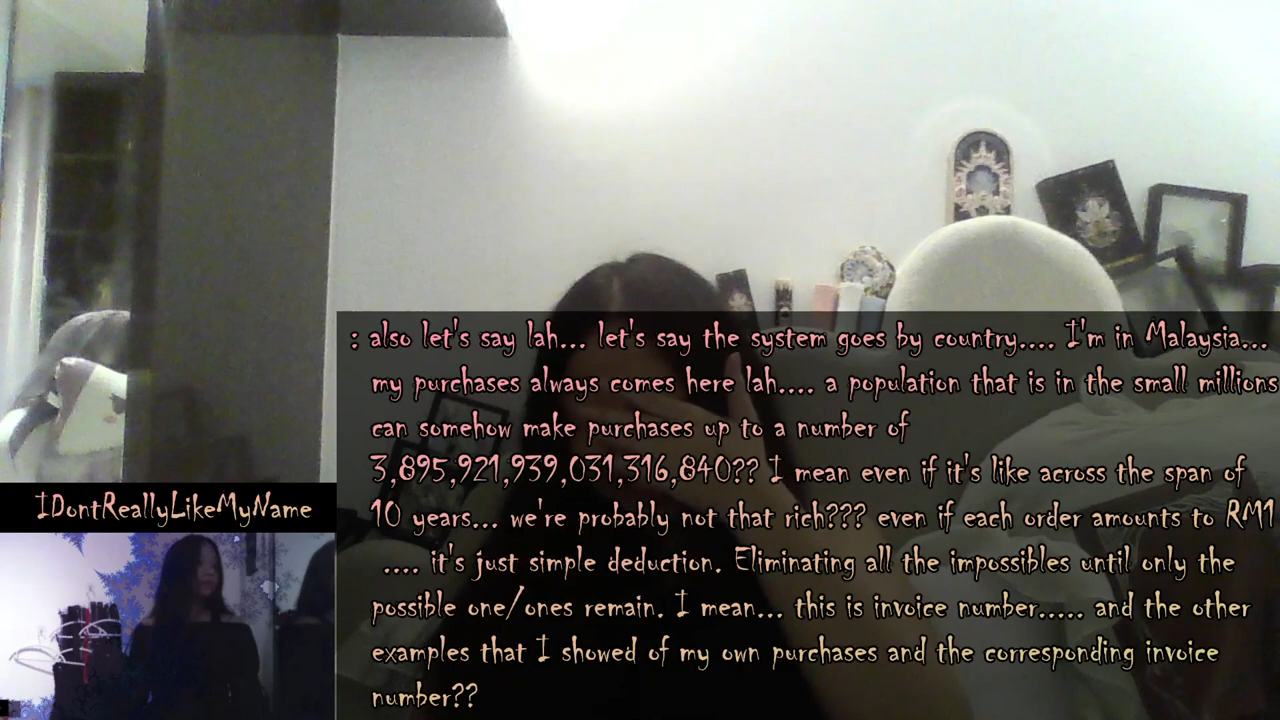 : also let's say lah... let's say the system goes by country.... I'm in Malaysia...
my purchases always comes here lah.... a population that is in the small millions
can somehow make purchases up to a number of
3,895,921,939,031,316,840?? I mean even if it's like across the span of
10 years... we're probably not that rich??? even if each order amounts to RM1
.... it's just simple deduction. Eliminating all the impossibles until only the
possible one/ones remain. I mean... this is invoice number..... and the other
examples that I showed of my own purchases and the corresponding invoice
number??
IDontReallyLikeMyName